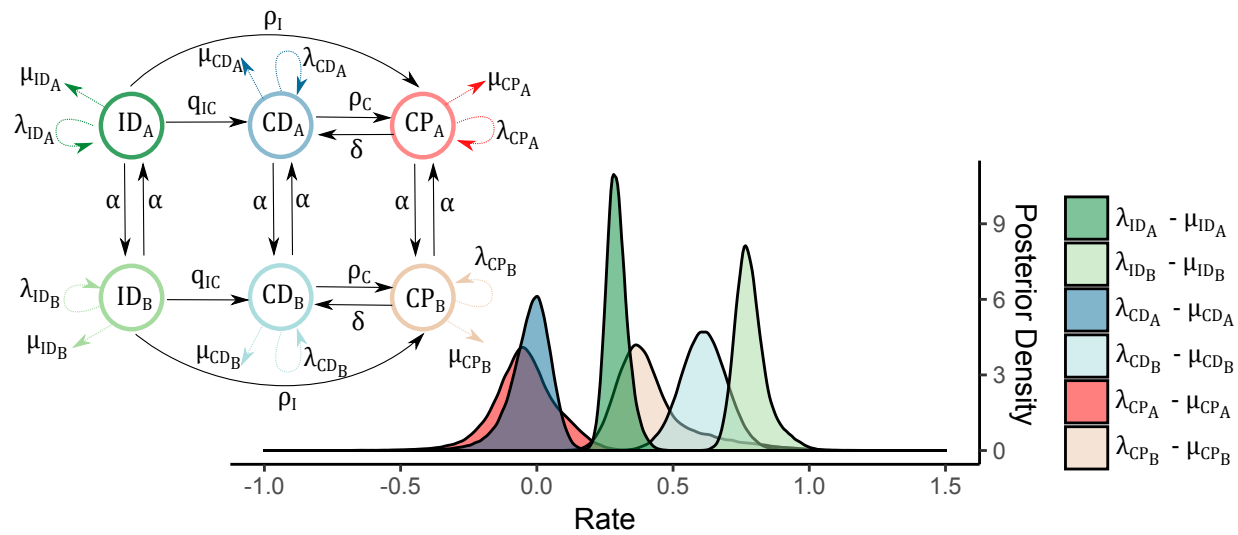 ρI
μCDA
λCDA
μIDA
μCPA
qIC
ρC
λIDA
IDA
CDA
CPA
λCPA
δ
α α α α α α
λCPB
qIC
ρC
λIDB
IDB
CDB
CPB
δ
μIDB
μCDB
λCDB
μCPB
ρI
9
6
3
0
Posterior Density
-1.0 -0.5 0.0 0.5 1.0 1.5
Rate
λIDA - μIDA
λIDB - μIDB
λCDA - μCDA
λCDB - μCDB
λCPA - μCPA
λCPB - μCPB